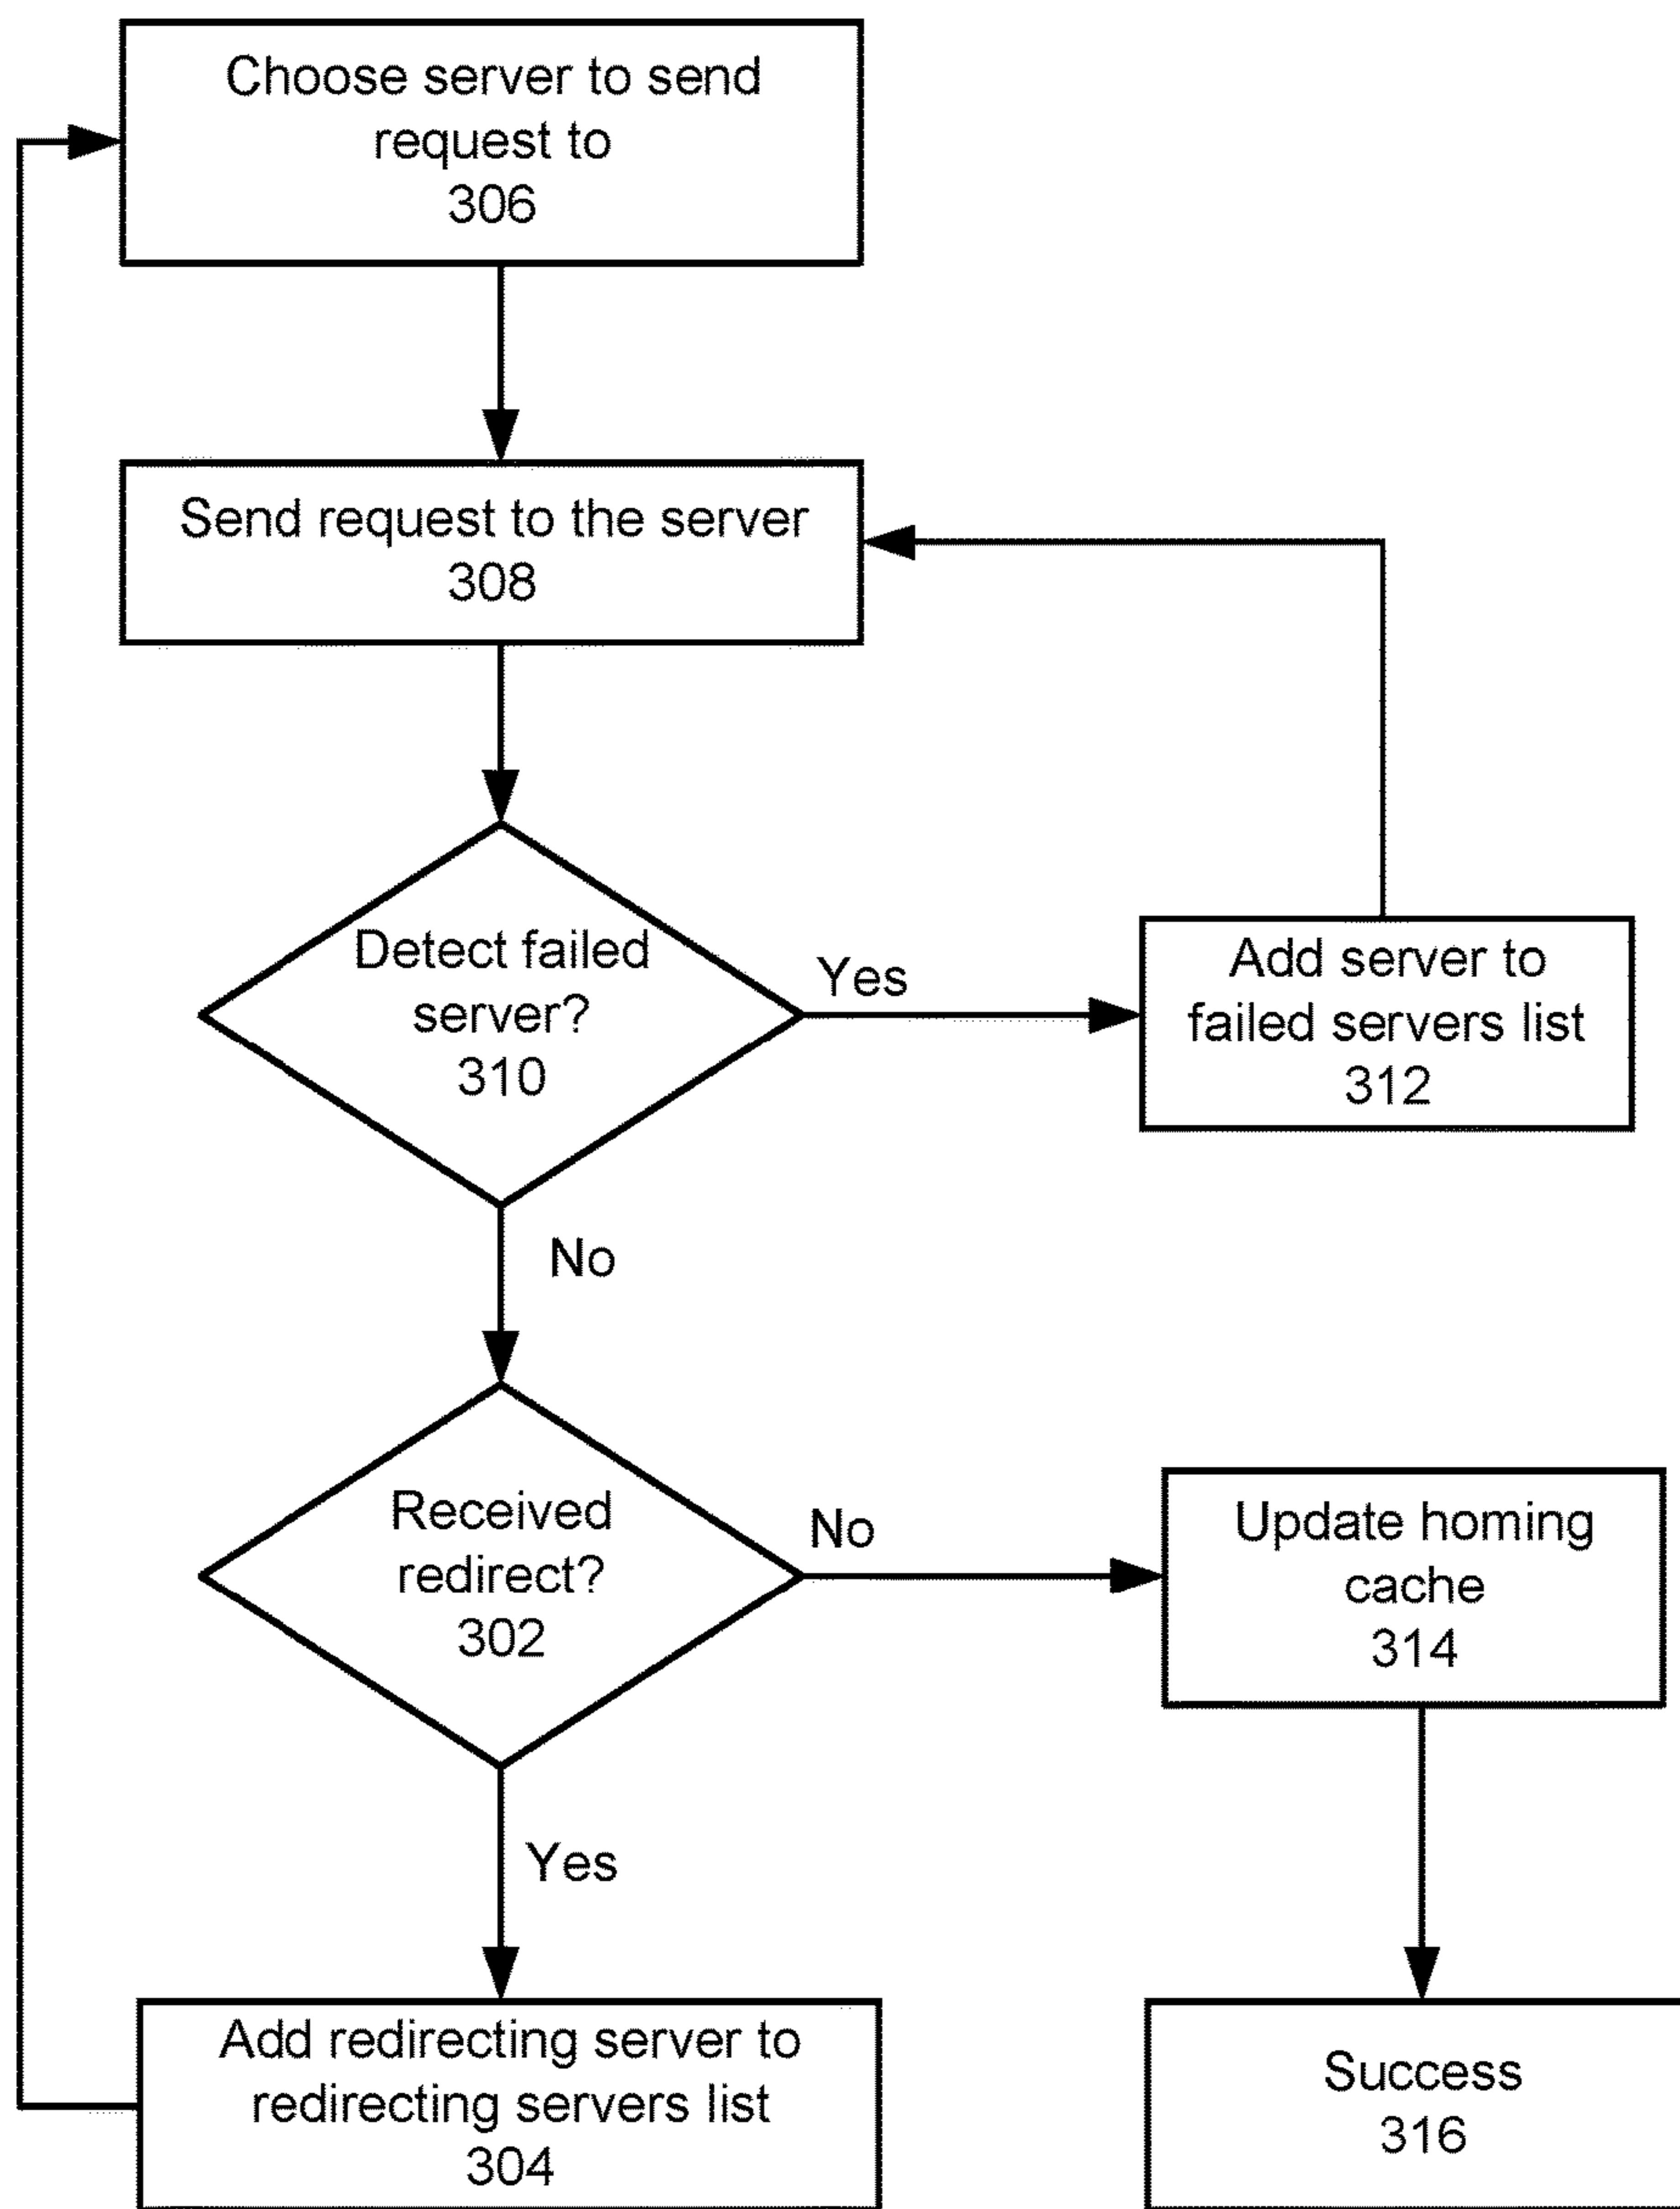 Choose server to send
request to
306
Send request to the server
308
Detect failed
server?
310
Yes
Add server to
failed servers list
312
No
Received
redirect?
302
No
Update homing
cache
314
Yes
Add redirecting server to
redirecting servers list
304
Success
316